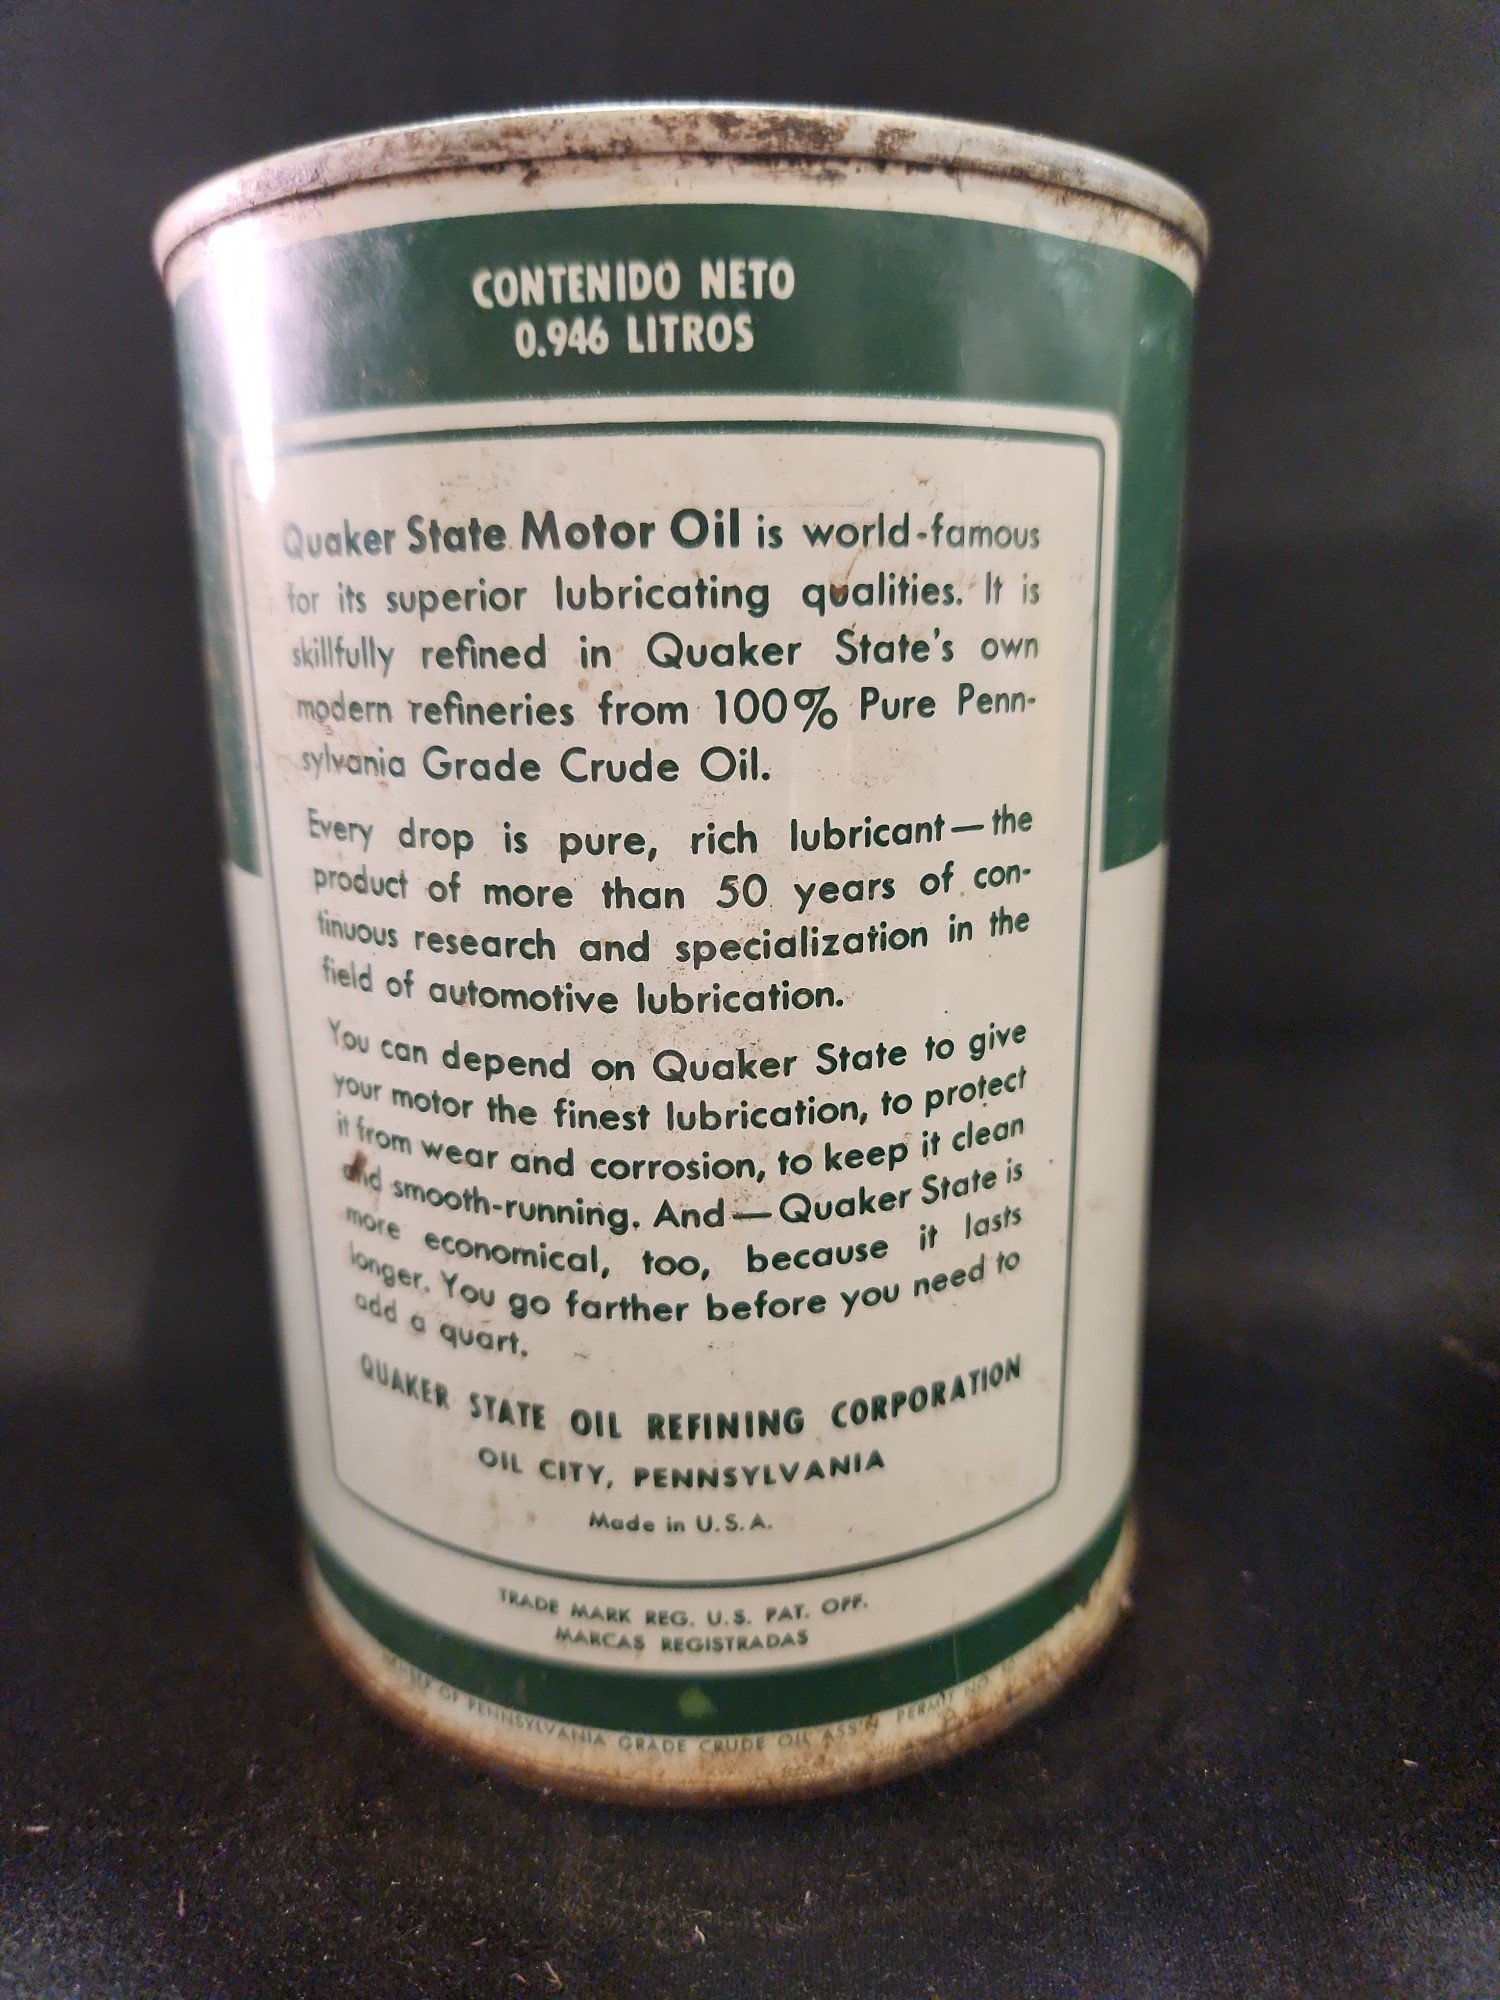 CONTENIDO NETO
0.946 LITROS
Quaker State Motor Oil is world-famous
for its superior lubricating qualities. It is
skillfully refined in Quaker State's own
modern refineries from 100% Pure Penn-
sylvania Grade Crude Oil.
Every drop is pure, rich lubricant—the
product of more than 50 years of con-
tinuous research and specialization in the
field of automotive lubrication.
You can depend on Quaker State to give
your motor the finest lubrication, to protect
it from wear and corrosion, to keep it clean
and smooth-running. And—Quaker State is
more economical, too, because it lasts
longer. You go farther before you need to
add a quart.
QUAKER STATE OIL REFINING CORPORATION
OIL CITY, PENNSYLVANIA
Made in U.S.A.
TRADE MARK REG. U.S. PAT. OFF.
MARCAS REGISTRADAS
OF PENNSYLVANIA GRADE CRUDE OIL ASS'N. PERMIT NO.